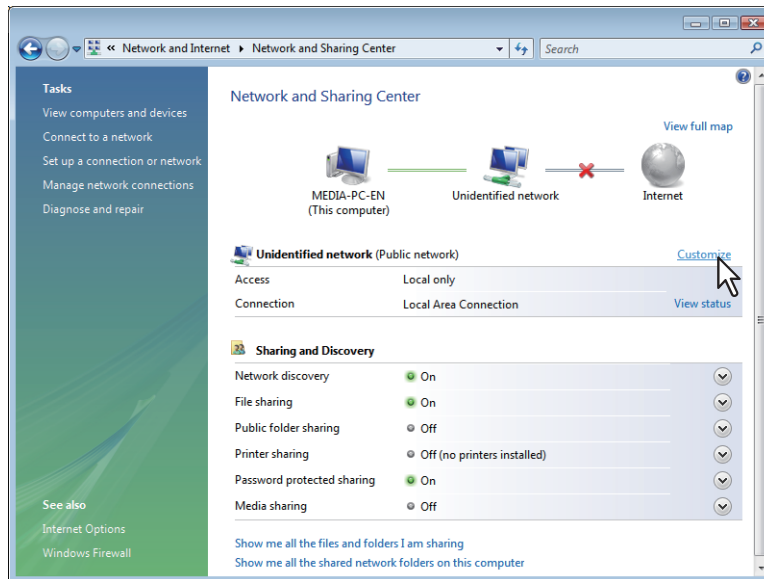 « Network and Internet ▸ Network and Sharing Center
Search
Tasks
View computers and devices
Connect to a network
Set up a connection or network
Manage network connections
Diagnose and repair
See also
Internet Options
Windows Firewall
Network and Sharing Center
View full map
MEDIA-PC-EN
(This computer)
Unidentified network
Internet
Unidentified network (Public network)
Customize
Access
Local only
Connection
Local Area Connection
View status
Sharing and Discovery
Network discovery
On
File sharing
On
Public folder sharing
Off
Printer sharing
Off (no printers installed)
Password protected sharing
On
Media sharing
Off
Show me all the files and folders I am sharing
Show me all the shared network folders on this computer